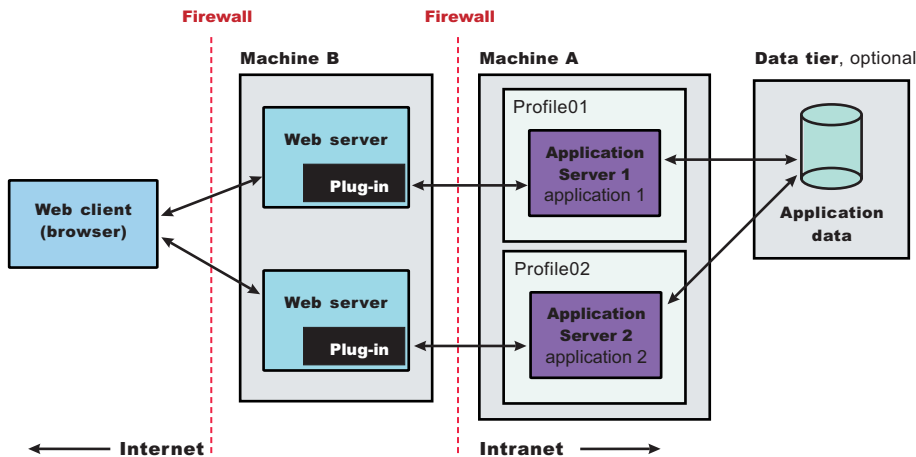 Firewall
Firewall
Machine B
Machine A
Data tier, optional
Profile01
Web server
Plug-in
Application
Server 1
application 1
Web client
(browser)
Application
data
Profile02
Web server
Plug-in
Application
Server 2
application 2
Internet
Intranet